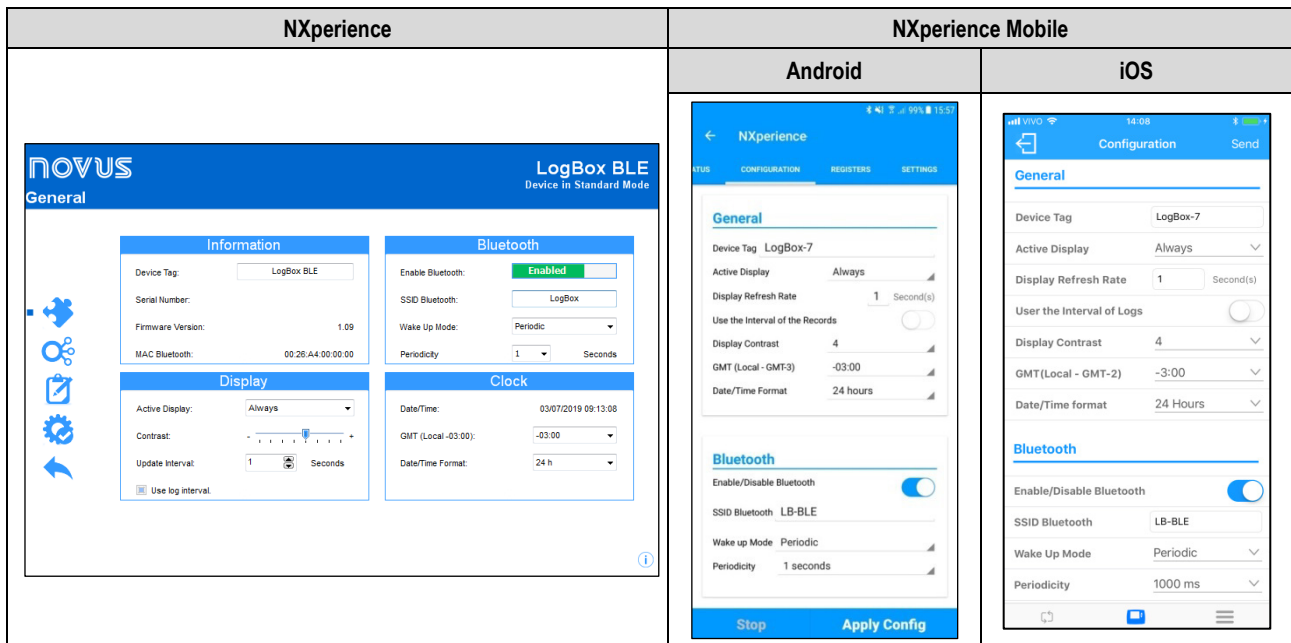 NXperience
NXperience Mobile
Android
iOS
novus
LogBox BLE
Device in Standard Mode
General
Information
Device Tag: LogBox BLE
Serial Number:
Firmware Version: 1.09
MAC Bluetooth: 00:26:A4:00:00:00
Bluetooth
Enable Bluetooth: Enabled
SSID Bluetooth: LogBox
Wake Up Mode: Periodic
Periodicity 1 Seconds
Display
Active Display: Always
Contrast: - +
Update Interval: 1 Seconds
Use log interval.
Clock
Date/Time: 03/07/2019 09:13:08
GMT (Local -03:00): -03:00
Date/Time Format: 24 h
i
99% 15:57
← NXperience
ATUS CONFIGURATION REGISTERS SETTINGS
General
Device Tag LogBox-7
Active Display Always
Display Refresh Rate 1 Second(s)
Use the Interval of the Records
Display Contrast 4
GMT (Local - GMT-3) -03:00
Date/Time Format 24 hours
Bluetooth
Enable/Disable Bluetooth
SSID Bluetooth LB-BLE
Wake up Mode Periodic
Periodicity 1 seconds
Stop Apply Config
VIVO 14:08
Configuration Send
General
Device Tag LogBox-7
Active Display Always
Display Refresh Rate 1 Second(s)
User the Interval of Logs
Display Contrast 4
GMT(Local - GMT-2) -3:00
Date/Time format 24 Hours
Bluetooth
Enable/Disable Bluetooth
SSID Bluetooth LB-BLE
Wake Up Mode Periodic
Periodicity 1000 ms